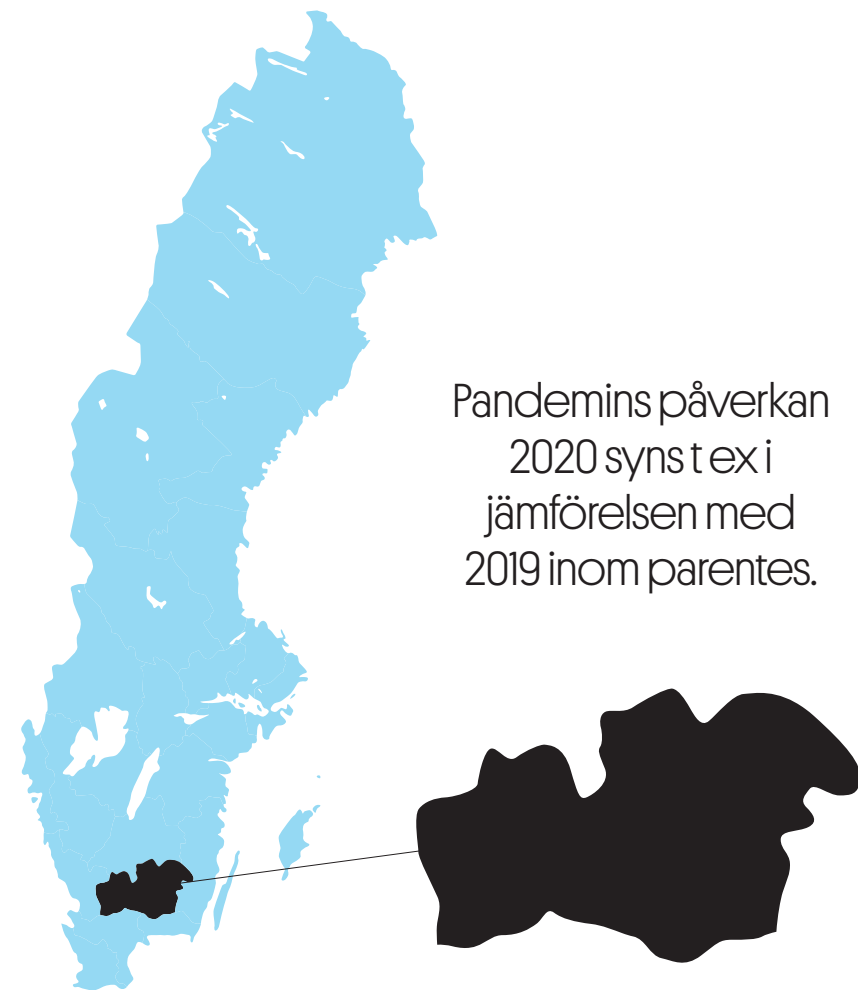 Pandemins påverkan
2020 syns t ex i
jämförelsen med
2019 inom parentes.